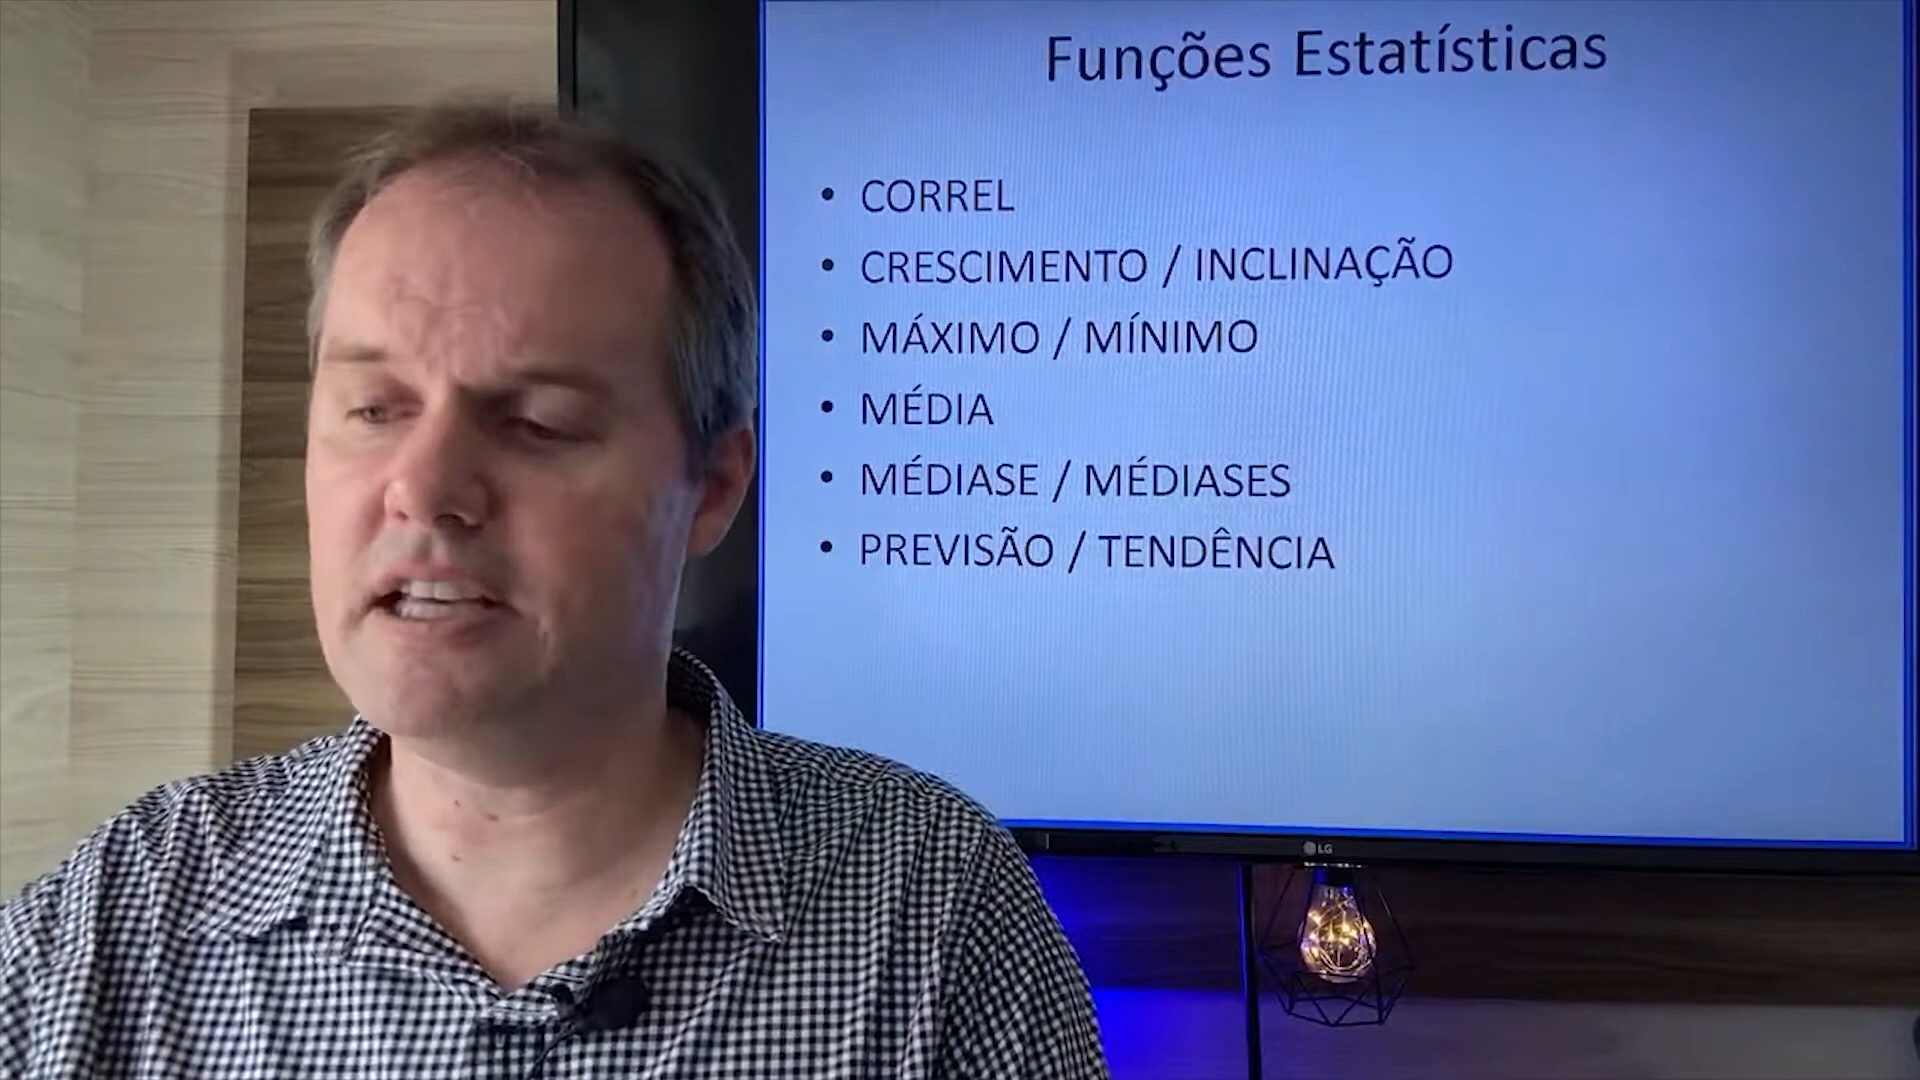 Funções Estatísticas
• CORREL
• CRESCIMENTO / INCLINAÇÃO
• MÁXIMO / MÍNIMO
• MÉDIA
• MÉDIASE / MÉDIASES
• PREVISÃO / TENDÊNCIA
LG